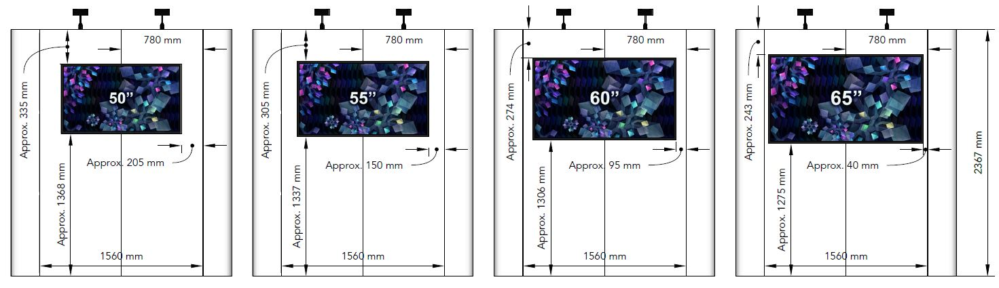 780 mm
Approx. 335 mm
50”
Approx. 205 mm
Approx. 1368 mm
1560 mm
780 mm
Approx. 305 mm
55”
Approx. 150 mm
Approx. 1337 mm
1560 mm
780 mm
Approx. 274 mm
60”
Approx. 95 mm
Approx. 1306 mm
1560 mm
780 mm
Approx. 243 mm
65”
Approx. 40 mm
Approx. 1275 mm
1560 mm
2367 mm